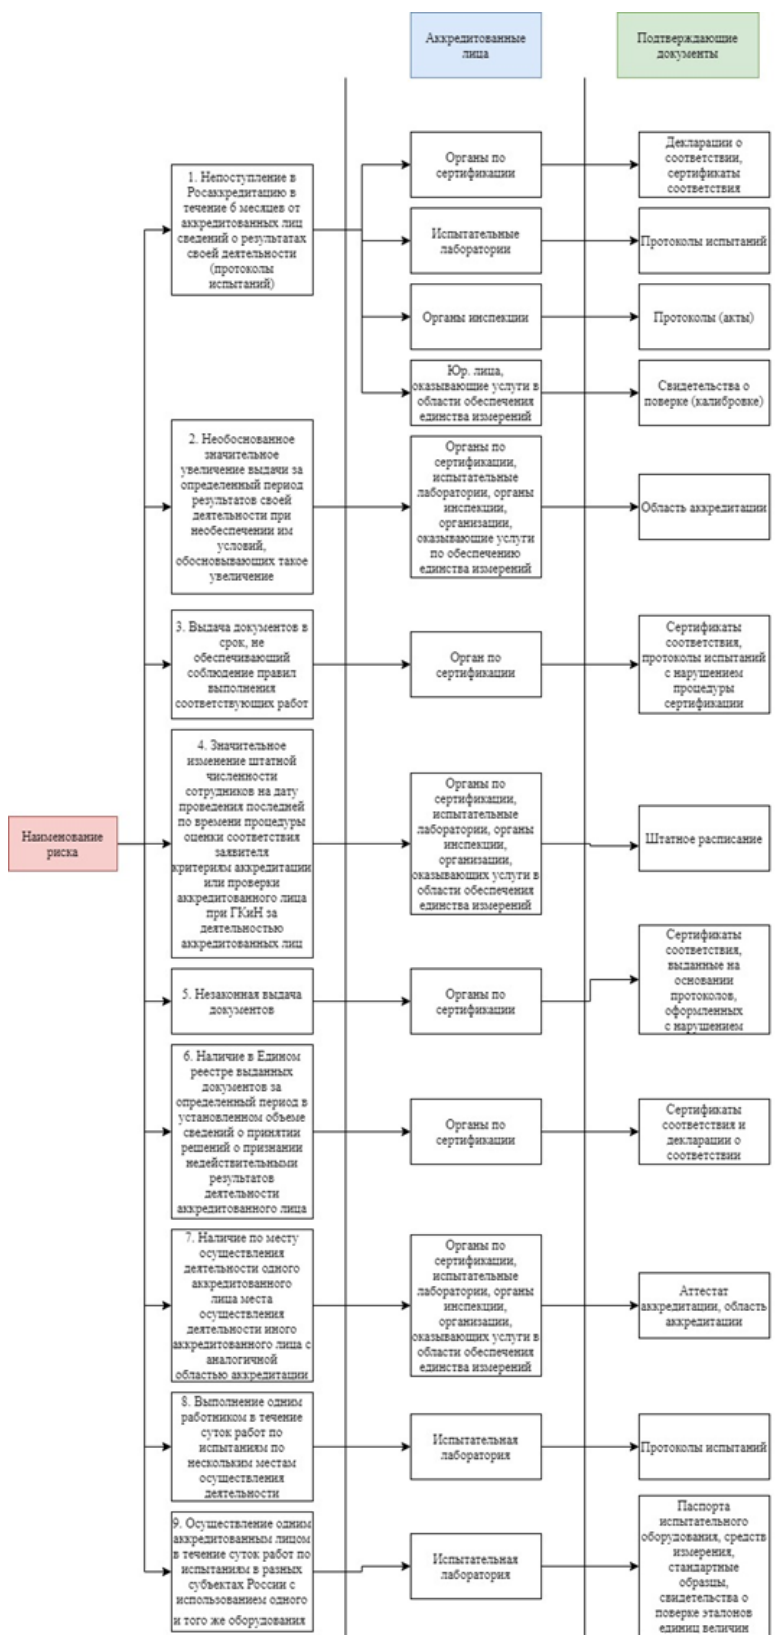 Аккредитованные
лица
Подтверждающие
документы
Наименование
риска
1. Непоступление в
Росаккредитацию в
течение 6 месяцев от
аккредитованных лиц
сведений о результатах
своей деятельности
(протоколы
испытаний)
Органы по
сертификации
Декларации о
соответствии,
сертификаты
соответствия
Испытательные
лаборатории
Протоколы испытаний
Органы инспекции
Протоколы (акты)
Юр. лица,
оказывающие услуги в
области обеспечения
единства измерений
Свидетельства о
поверке (калибровке)
2. Необоснованное
значительное
увеличение выдачи за
определенный период
результатов своей
деятельности при
необеспечении им
условий,
обосновывающих такое
увеличение
Органы по
сертификации,
испытательные
лаборатории, органы
инспекции,
организации,
оказывающие услуги
по обеспечению
единства измерений
Область аккредитации
3. Выдача документов в
срок, не
обеспечивающий
соблюдение правил
выполнения
соответствующих работ
Орган по
сертификации
Сертификаты
соответствия,
протоколы испытаний
с нарушением
процедуры
сертификации
4. Значительное
изменение штатной
численности
сотрудников на дату
проведения последней
по времени процедуры
оценки соответствия
заявителя
критериям аккредитации
или проверки
аккредитованного лица
при ГКиН за
деятельностью
аккредитованных лиц
Органы по
сертификации,
испытательные
лаборатории, органы
инспекции,
организации,
оказывающих услуги в
области обеспечения
единства измерений
Штатное расписание
5. Незаконная выдача
документов
Органы по
сертификации
Сертификаты
соответствия,
выданные на
основании
протоколов,
оформленных
с нарушением
6. Наличие в Едином
реестре выданных
документов за
определенный период в
установленном объеме
сведений о принятии
решений о признании
недействительными
результатов
деятельности
аккредитованного лица
Органы по
сертификации
Сертификаты
соответствия и
декларации о
соответствии
7. Наличие по месту
осуществления
деятельности одного
аккредитованного
лица места
осуществления
деятельности иного
аккредитованного лица с
аналогичной
областью аккредитации
Органы по
сертификации,
испытательные
лаборатории, органы
инспекции,
организации,
оказывающих услуги в
области обеспечения
единства измерений
Аттестат
аккредитации, область
аккредитации
8. Выполнение одним
работником в течение
суток работ по
испытаниям по
нескольким местам
осуществления
деятельности
Испытательная
лаборатория
Протоколы испытаний
9. Осуществление одним
аккредитованным лицом
в течение суток работ по
испытаниям в разных
субъектах России с
использованием одного
и того же оборудования
Испытательная
лаборатория
Паспорта
испытательного
оборудования, средств
измерения,
стандартные
образцы,
свидетельства о
поверке эталонов
единиц величин